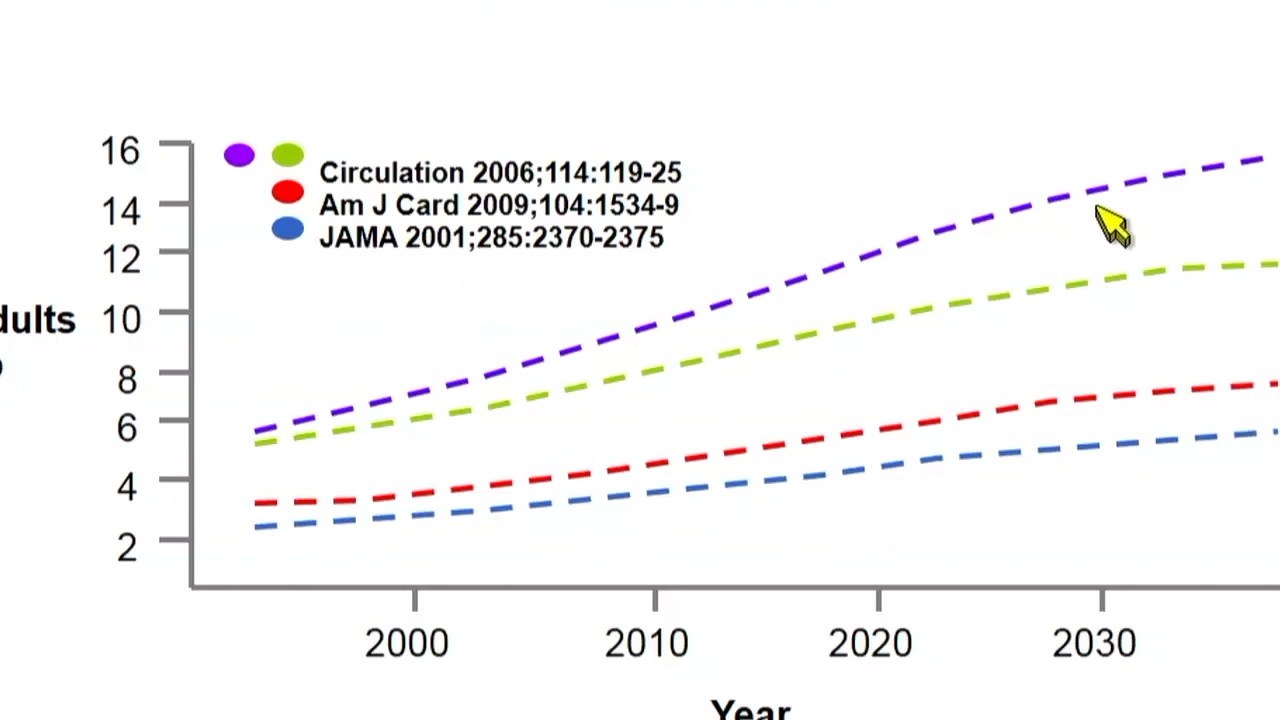 16
14
12
10
8
6
4
2
Circulation 2006;114:119-25
Am J Card 2009;104:1534-9
JAMA 2001;285:2370-2375
2000 2010 2020 2030
Year